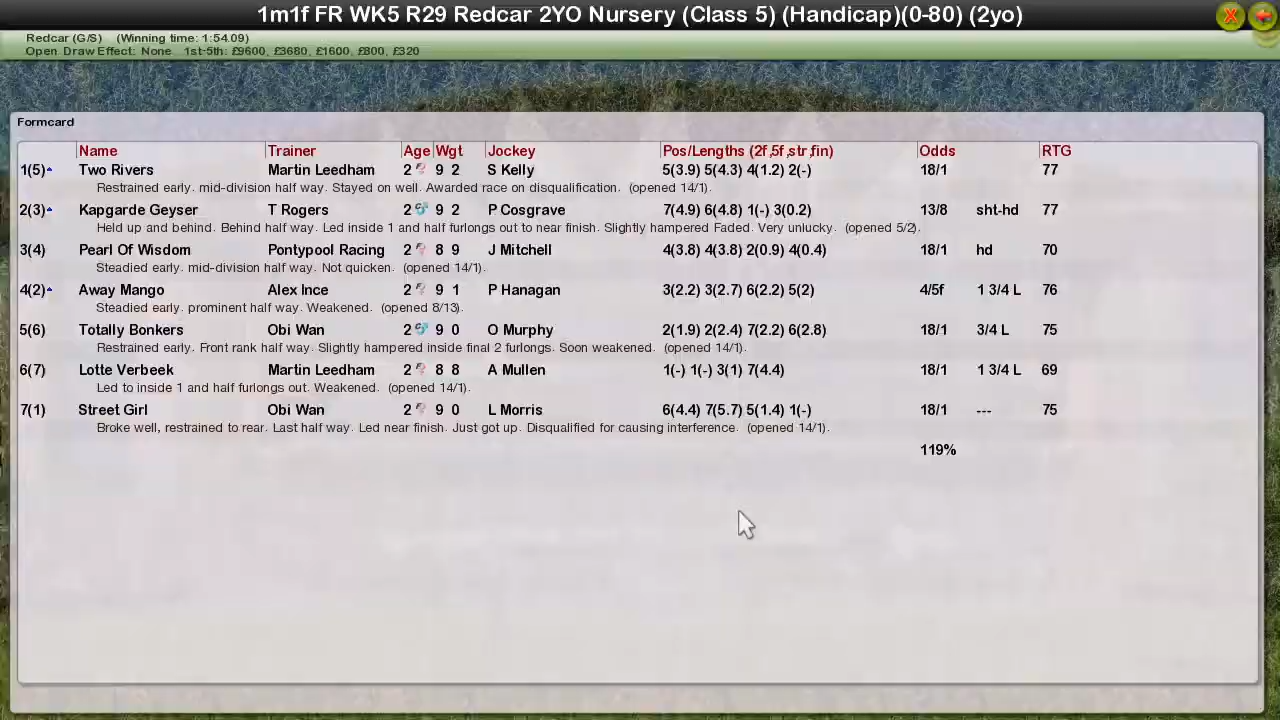 1m1f FR WK5 R29 Redcar 2YO Nursery (Class 5) (Handicap)(0-80) (2yo)
Redcar (G/S) (Winning time: 1:54.09)
Open. Draw Effect: None 1st-5th: £9600, £3680, £1600, £800, £320
Formcard
Name Trainer Age Wgt Jockey Pos/Lengths (2f,5f,str,fin) Odds RTG
1(5) Two Rivers Martin Leedham 2 9 2 S Kelly 5(3.9) 5(4.3) 4(1.2) 2(-) 18/1 77
Restrained early. mid-division half way. Stayed on well. Awarded race on disqualification. (opened 14/1).
2(3) Kapgarde Geyser T Rogers 2 9 2 P Cosgrave 7(4.9) 6(4.8) 1(-) 3(0.2) 13/8 sht-hd 77
Held up and behind. Behind half way. Led inside 1 and half furlongs out to near finish. Slightly hampered Faded. Very unlucky. (opened 5/2).
3(4) Pearl Of Wisdom Pontypool Racing 2 8 9 J Mitchell 4(3.8) 4(3.8) 2(0.9) 4(0.4) 18/1 hd 70
Steadied early. mid-division half way. Not quicken. (opened 14/1).
4(2) Away Mango Alex Ince 2 9 1 P Hanagan 3(2.2) 3(2.7) 6(2.2) 5(2) 4/5f 1 3/4 L 76
Steadied early. prominent half way. Weakened. (opened 8/13).
5(6) Totally Bonkers Obi Wan 2 9 0 O Murphy 2(1.9) 2(2.4) 7(2.2) 6(2.8) 18/1 3/4 L 75
Restrained early. Front rank half way. Slightly hampered inside final 2 furlongs. Soon weakened. (opened 14/1).
6(7) Lotte Verbeek Martin Leedham 2 8 8 A Mullen 1(-) 1(-) 3(1) 7(4.4) 18/1 1 3/4 L 69
Led to inside 1 and half furlongs out. Weakened. (opened 14/1).
7(1) Street Girl Obi Wan 2 9 0 L Morris 6(4.4) 7(5.7) 5(1.4) 1(-) 18/1 --- 75
Broke well, restrained to rear. Last half way. Led near finish. Just got up. Disqualified for causing interference. (opened 14/1).
119%